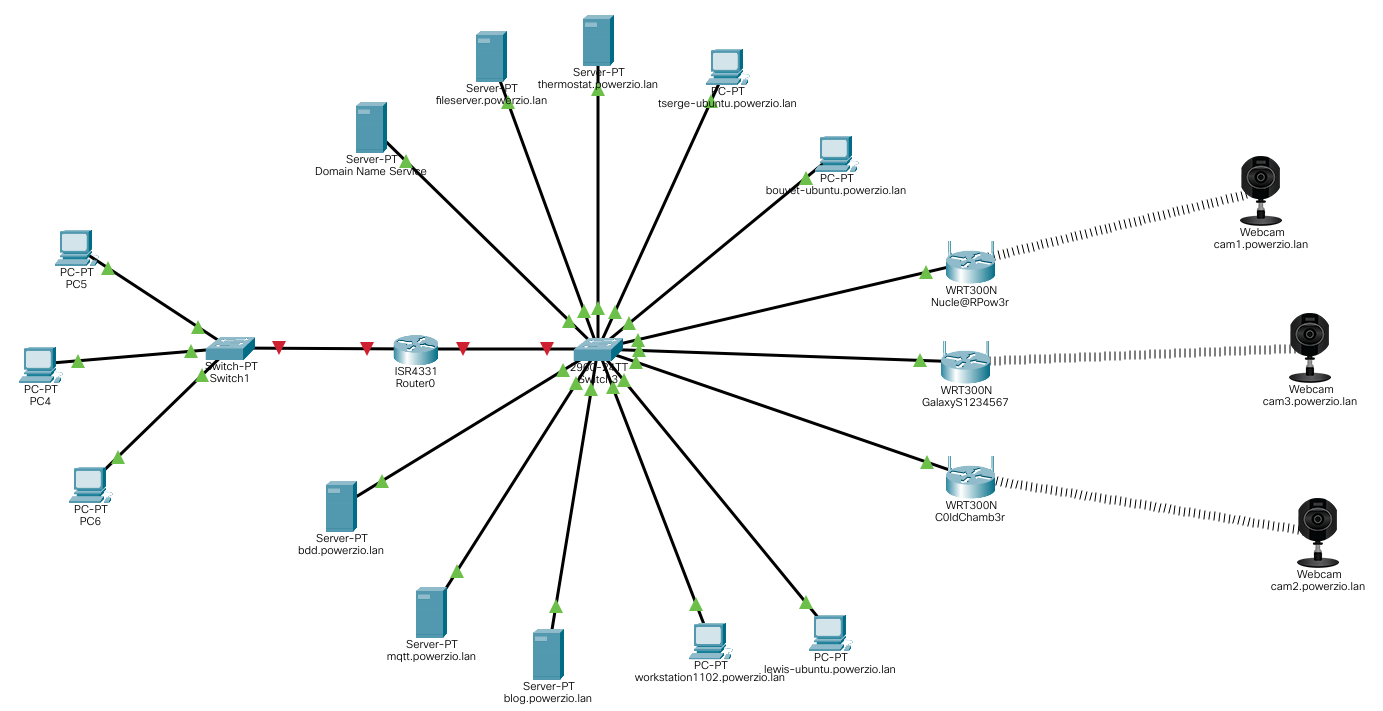 Server-PT
thermostat.powerzio.lan
Server-PT
fileserver.powerzio.lan
PC-PT
tserge-ubuntu.powerzio.lan
Server-PT
Domain Name Service
PC-PT
bouvet-ubuntu.powerzio.lan
Webcam
cam1.powerzio.lan
PC-PT
PC5
WRT300N
Nucle@RPow3r
Switch-PT
Switch1
ISR4331
Router0
2960-24TT
Switch3
PC-PT
PC4
WRT300N
GalaxyS1234567
Webcam
cam3.powerzio.lan
PC-PT
PC6
WRT300N
C0ldChamb3r
Server-PT
bdd.powerzio.lan
Webcam
cam2.powerzio.lan
Server-PT
mqtt.powerzio.lan
PC-PT
workstation1102.powerzio.lan
PC-PT
lewis-ubuntu.powerzio.lan
Server-PT
blog.powerzio.lan